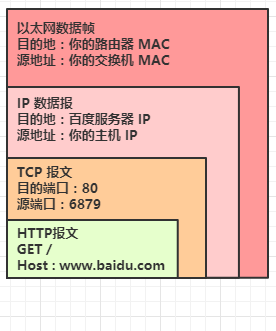 以太网数据帧
目的地：你的路由器 MAC
源地址：你的交换机 MAC
IP 数据报
目的地：百度服务器 IP
源地址：你的主机 IP
TCP 报文
目的端口：80
源端口：6879
HTTP报文
GET /
Host : www.baidu.com